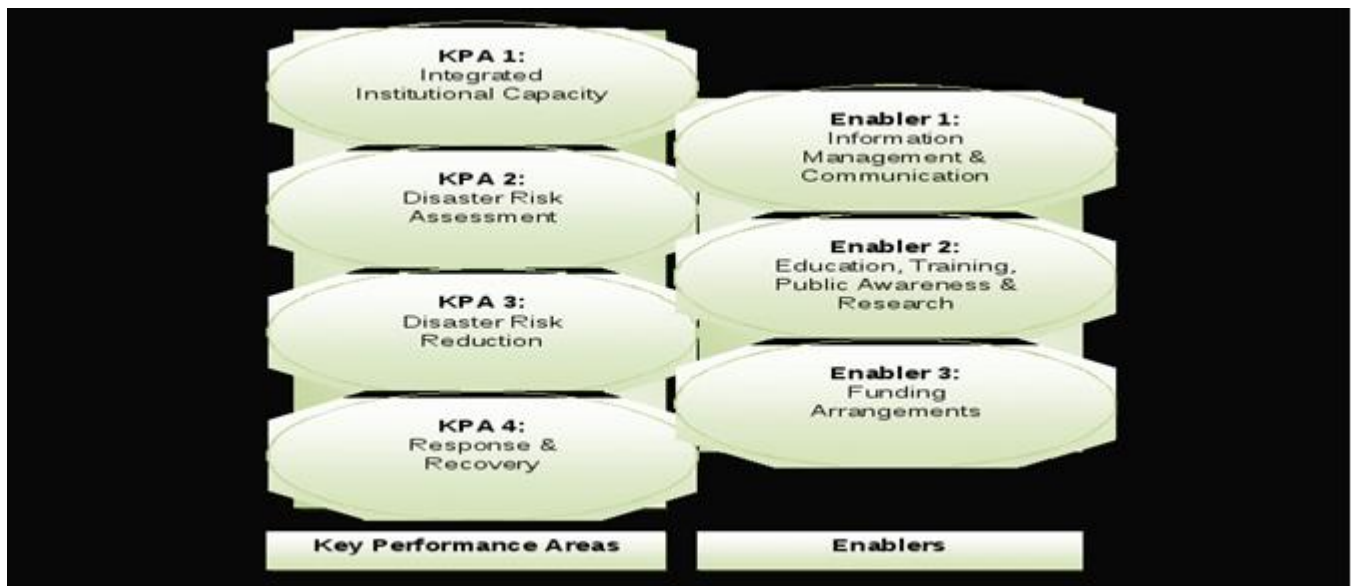 KPA 1:
Integrated
Institutional Capacity
KPA 2:
Disaster Risk
Assessment
KPA 3:
Disaster Risk
Reduction
KPA 4:
Response &
Recovery
Key Performance Areas
Enabler 1:
Information
Management &
Communication
Enabler 2:
Education, Training,
Public Awareness &
Research
Enabler 3:
Funding
Arrangements
Enablers